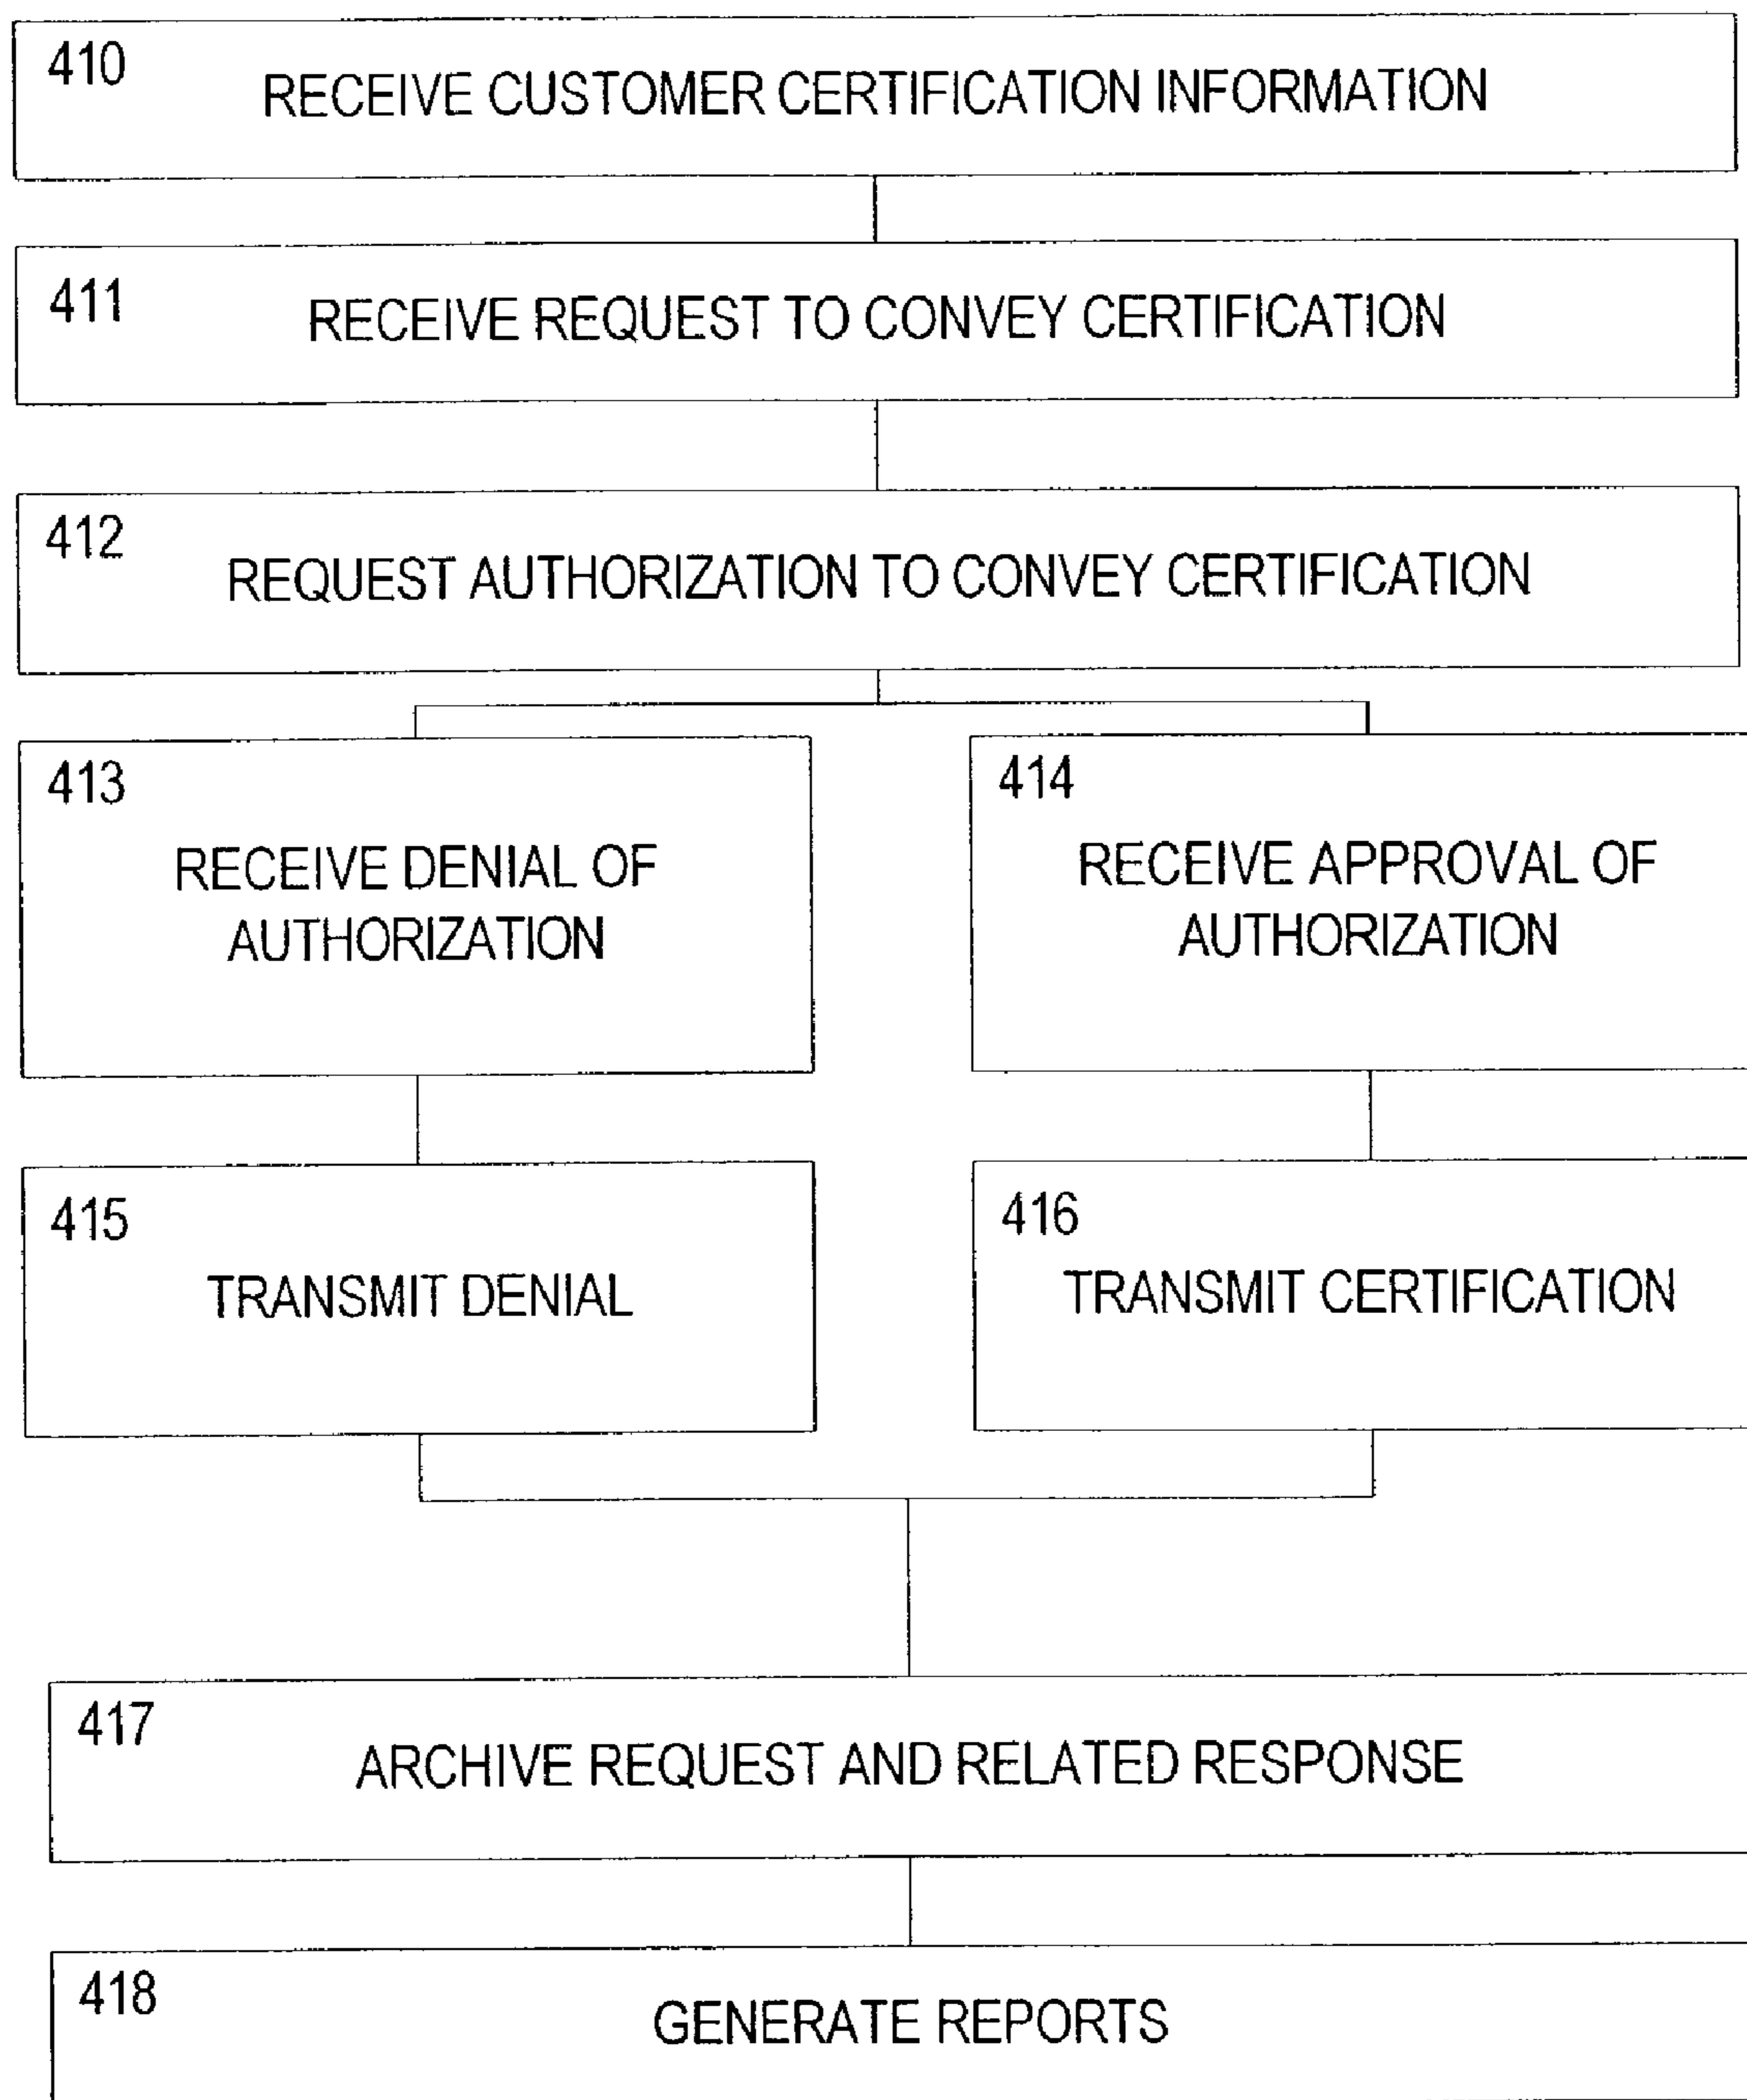 410
RECEIVE CUSTOMER CERTIFICATION INFORMATION
411
RECEIVE REQUEST TO CONVEY CERTIFICATION
412
REQUEST AUTHORIZATION TO CONVEY CERTIFICATION
413
RECEIVE DENIAL OF
AUTHORIZATION
414
RECEIVE APPROVAL OF
AUTHORIZATION
415
TRANSMIT DENIAL
416
TRANSMIT CERTIFICATION
417
ARCHIVE REQUEST AND RELATED RESPONSE
418
GENERATE REPORTS